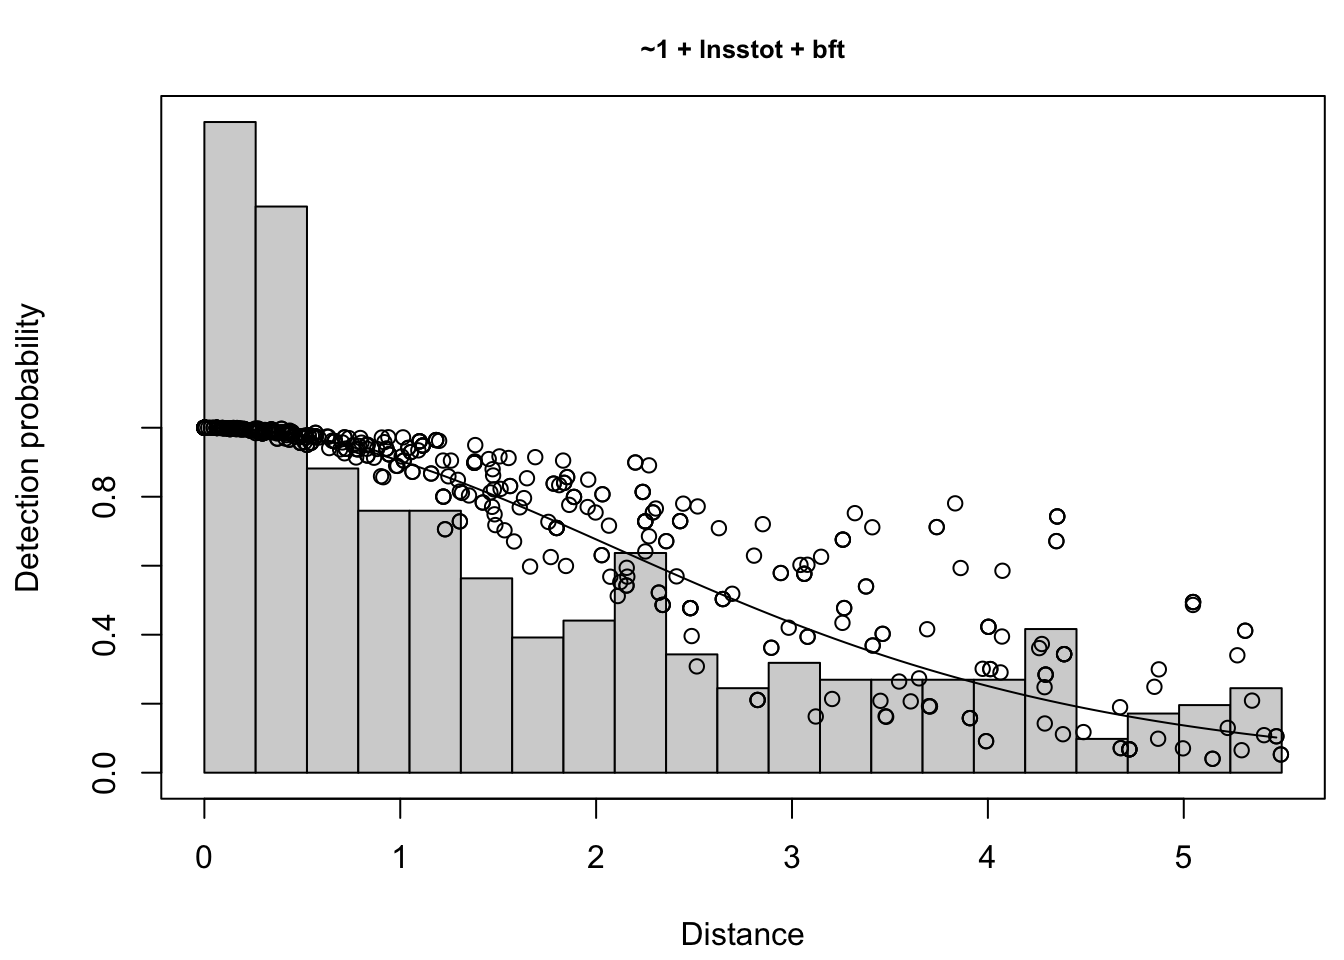 ~1 + lnsstot + bft
Detection probability
0.8
0.4
0.0
0 1 2 3 4 5
Distance